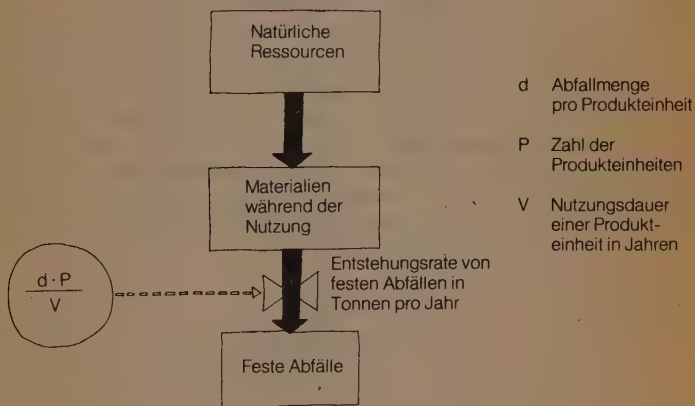 Natürliche
Ressourcen
d Abfallmenge
pro Produkteinheit
P Zahl der
Produkteinheiten
V Nutzungsdauer
einer Produkt-
einheit in Jahren
Materialien
während der
Nutzung
Entstehungsrate von
festen Abfällen in
Tonnen pro Jahr
d · P
V
Feste Abfälle